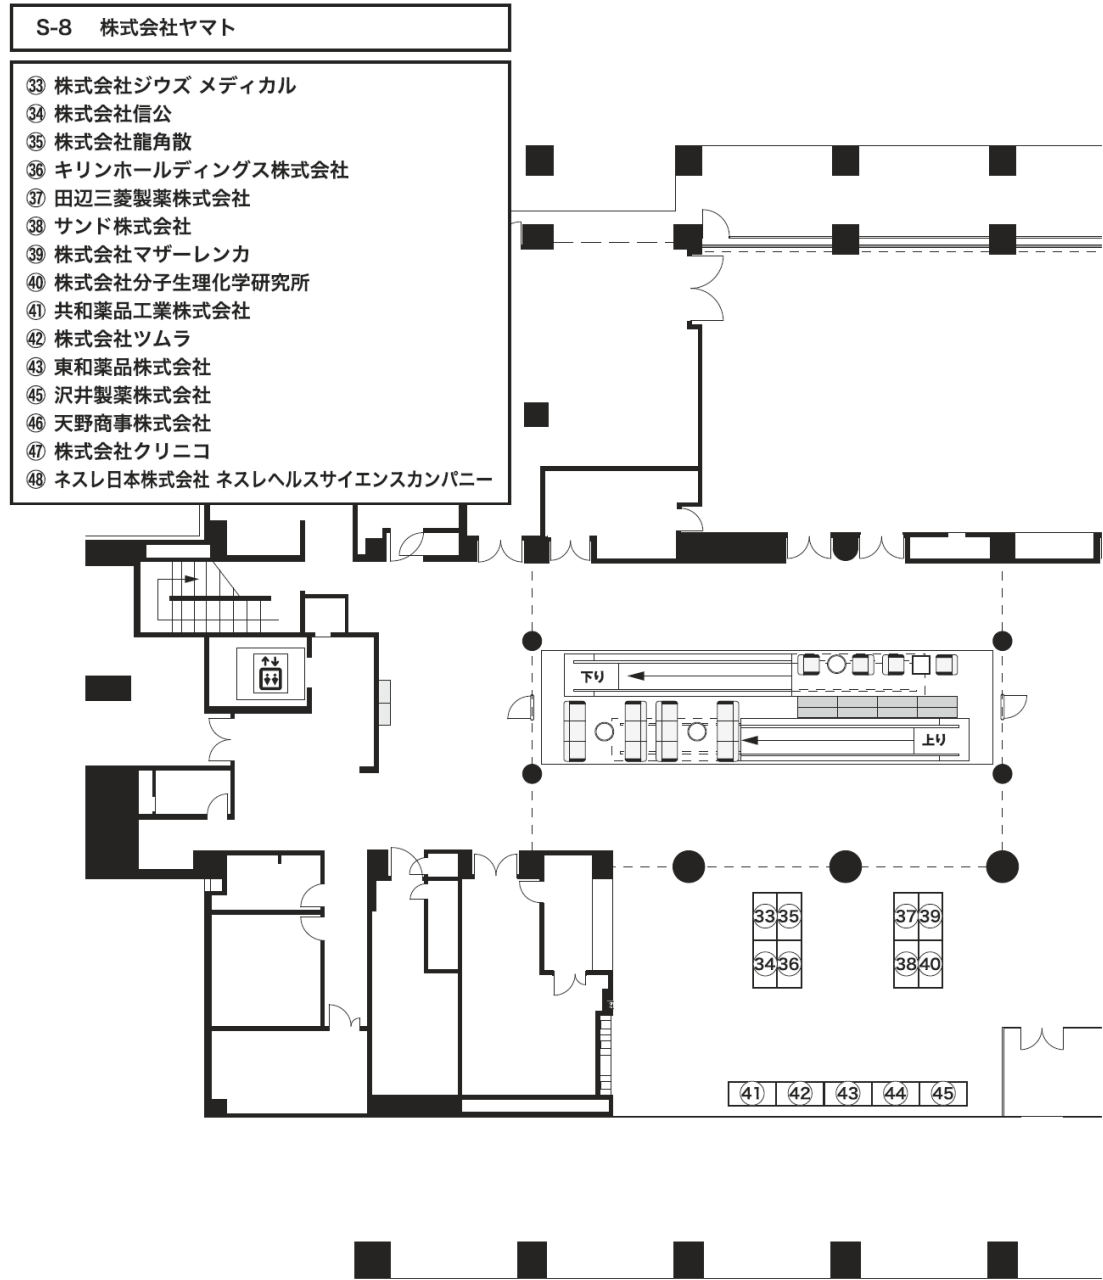 S-8 株式会社ヤマト
㉝ 株式会社ジウズ メディカル
㉞ 株式会社信公
㉟ 株式会社龍角散
㊱ キリンホールディングス株式会社
㊲ 田辺三菱製薬株式会社
㊳ サンド株式会社
㊴ 株式会社マザーレンカ
㊵ 株式会社分子生理化学研究所
㊶ 共和薬品工業株式会社
㊷ 株式会社ツムラ
㊸ 東和薬品株式会社
㊺ 沢井製薬株式会社
㊻ 天野商事株式会社
㊼ 株式会社クリニコ
㊽ ネスレ日本株式会社 ネスレヘルスサイエンスカンパニー
下り
上り
㉝ ㉟ ㊲ ㊴
㉞ ㊱ ㊳ ㊵
㊶ ㊷ ㊸ ㊹ ㊺